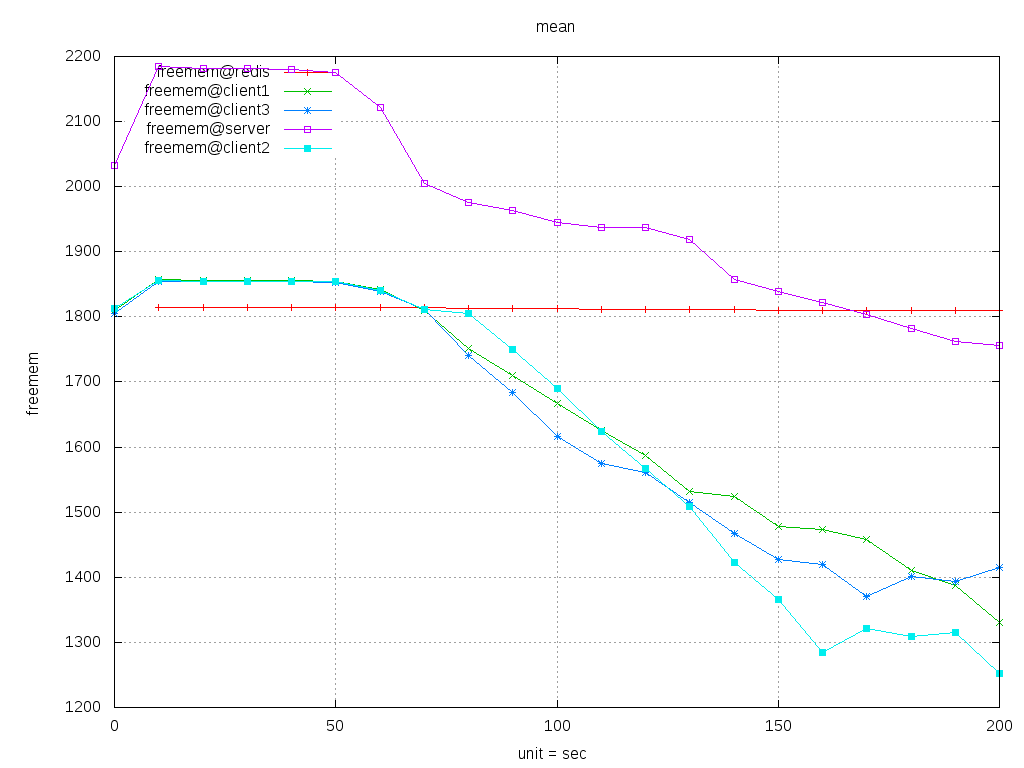 mean
2200
2100
2000
1900
1800
1700
1600
1500
1400
1300
1200
freemem
freemem@redis
freemem@client1
freemem@client3
freemem@server
freemem@client2
0 50 100 150 200
unit = sec